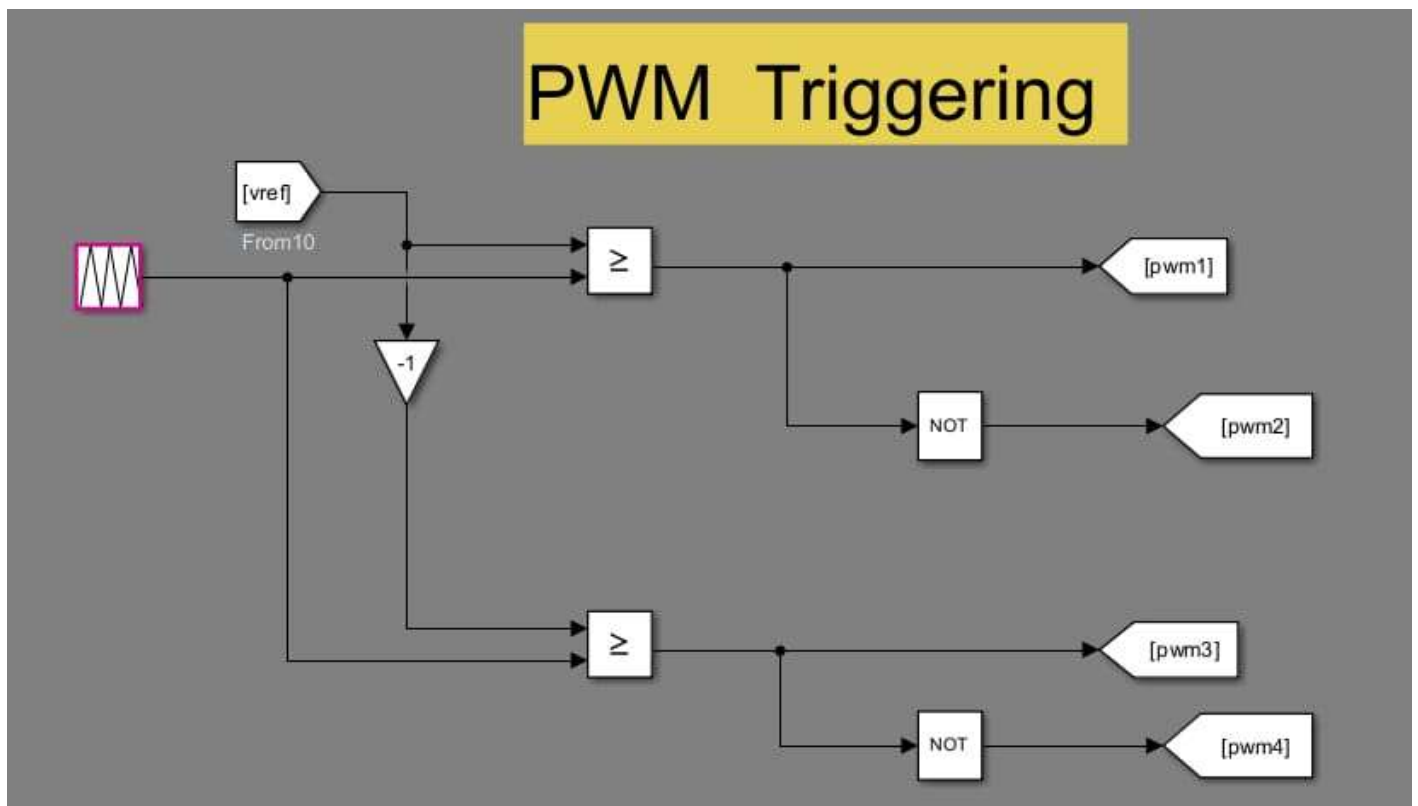 PWM Triggering
[vref]
From10
≥
[pwm1]
-1
NOT
[pwm2]
≥
[pwm3]
NOT
[pwm4]